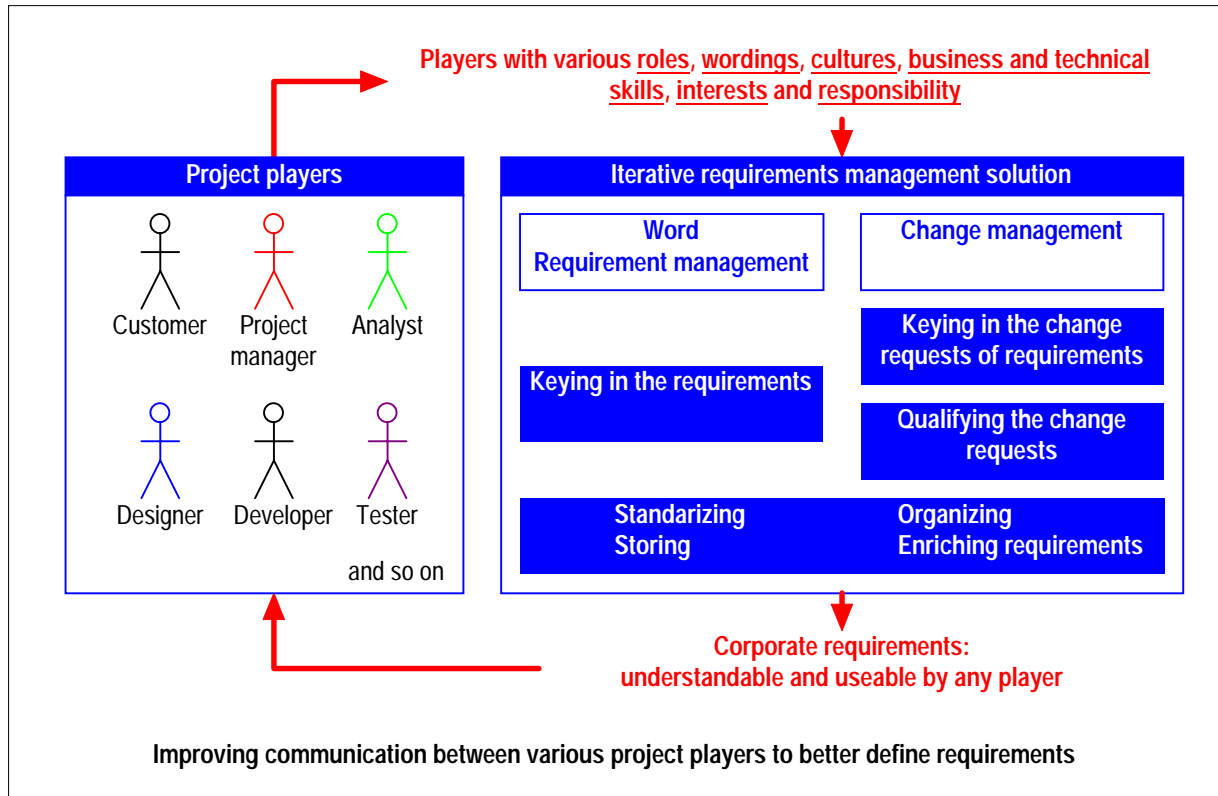 Players with various roles, wordings, cultures, business and technical
skills, interests and responsibility
Project players
Customer
Project
manager
Analyst
Designer
Developer
Tester
and so on
Iterative requirements management solution
Word
Requirement management
Change management
Keying in the requirements
Keying in the change
requests of requirements
Qualifying the change
requests
Standarizing
Storing
Organizing
Enriching requirements
Corporate requirements:
understandable and useable by any player
Improving communication between various project players to better define requirements